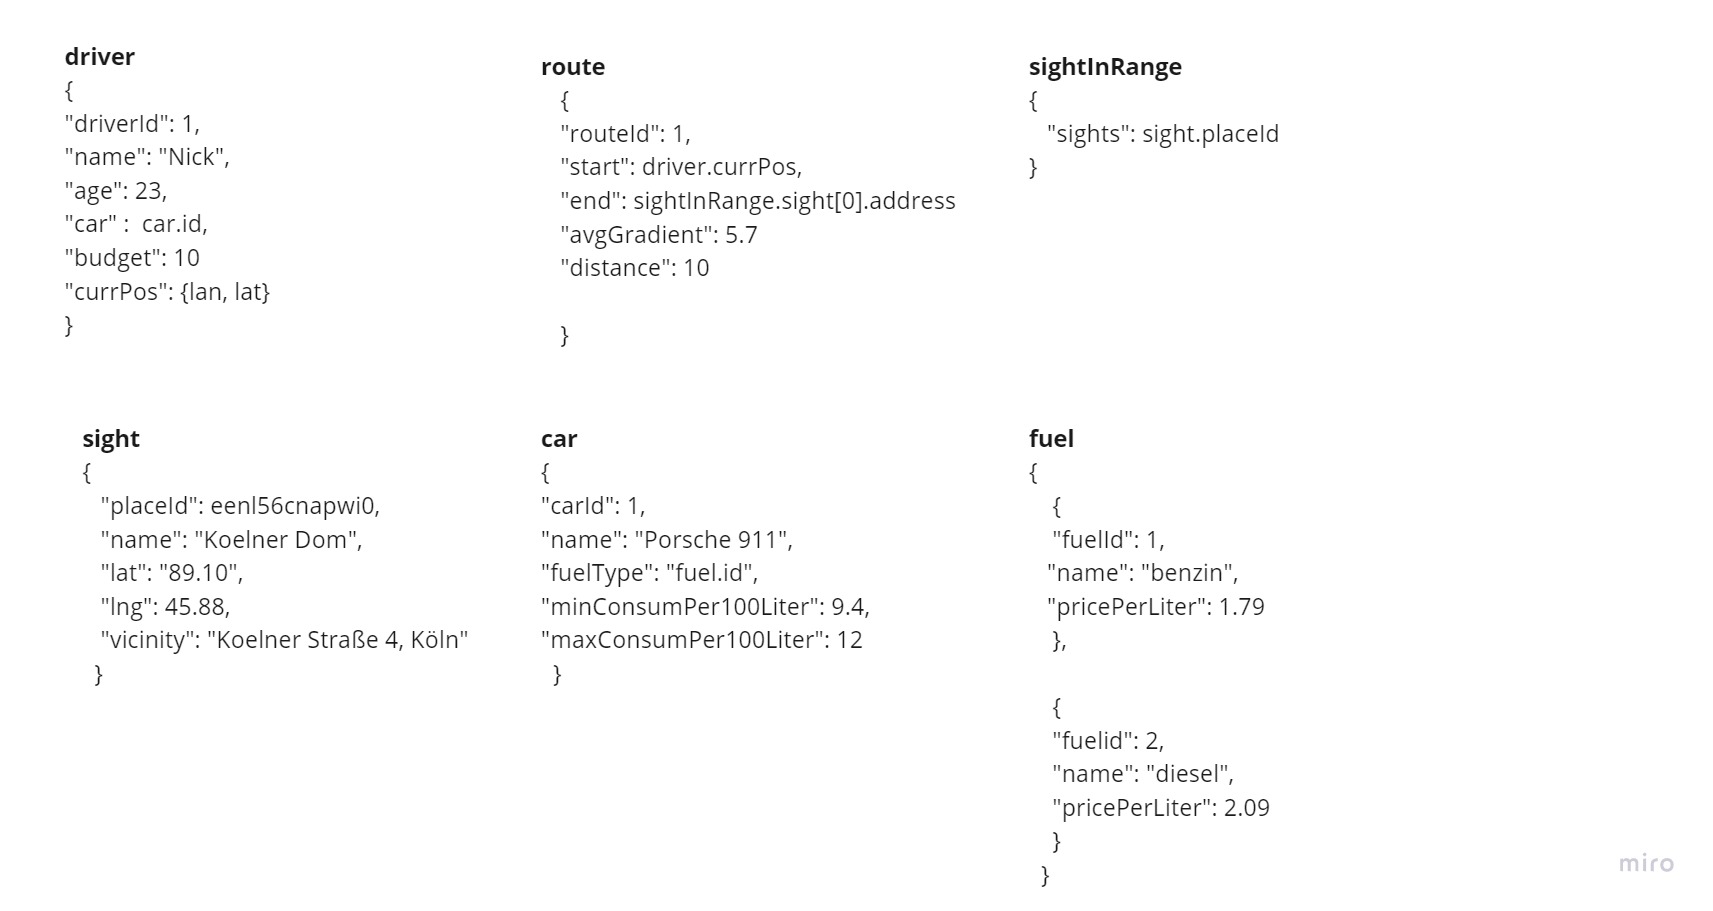 driver
{
"driverId": 1,
"name": "Nick",
"age": 23,
"car" :  car.id,
"budget": 10
"currPos": {lan, lat}
}
route
{
"routeId": 1,
"start": driver.currPos,
"end": sightInRange.sight[0].address
"avgGradient": 5.7
"distance": 10
}
sightInRange
{
"sights": sight.placeId
}
sight
{
"placeId": eenl56cnapwi0,
"name": "Koelner Dom",
"lat": "89.10",
"lng": 45.88,
"vicinity": "Koelner Straße 4, Köln"
}
car
{
"carId": 1,
"name": "Porsche 911",
"fuelType": "fuel.id",
"minConsumPer100Liter": 9.4,
"maxConsumPer100Liter": 12
}
fuel
{
{
"fuelId": 1,
"name": "benzin",
"pricePerLiter": 1.79
},
{
"fuelid": 2,
"name": "diesel",
"pricePerLiter": 2.09
}
}
miro